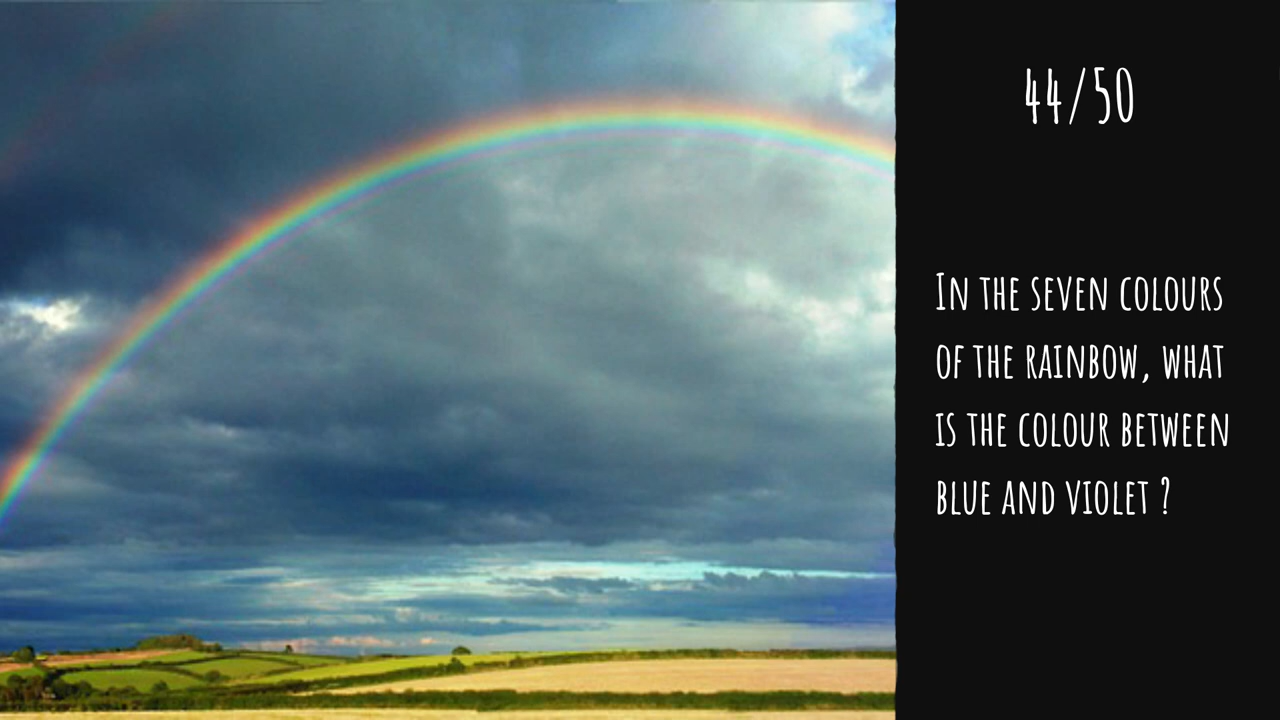 44/50
In the seven colours
of the rainbow, what
is the colour between
blue and violet ?